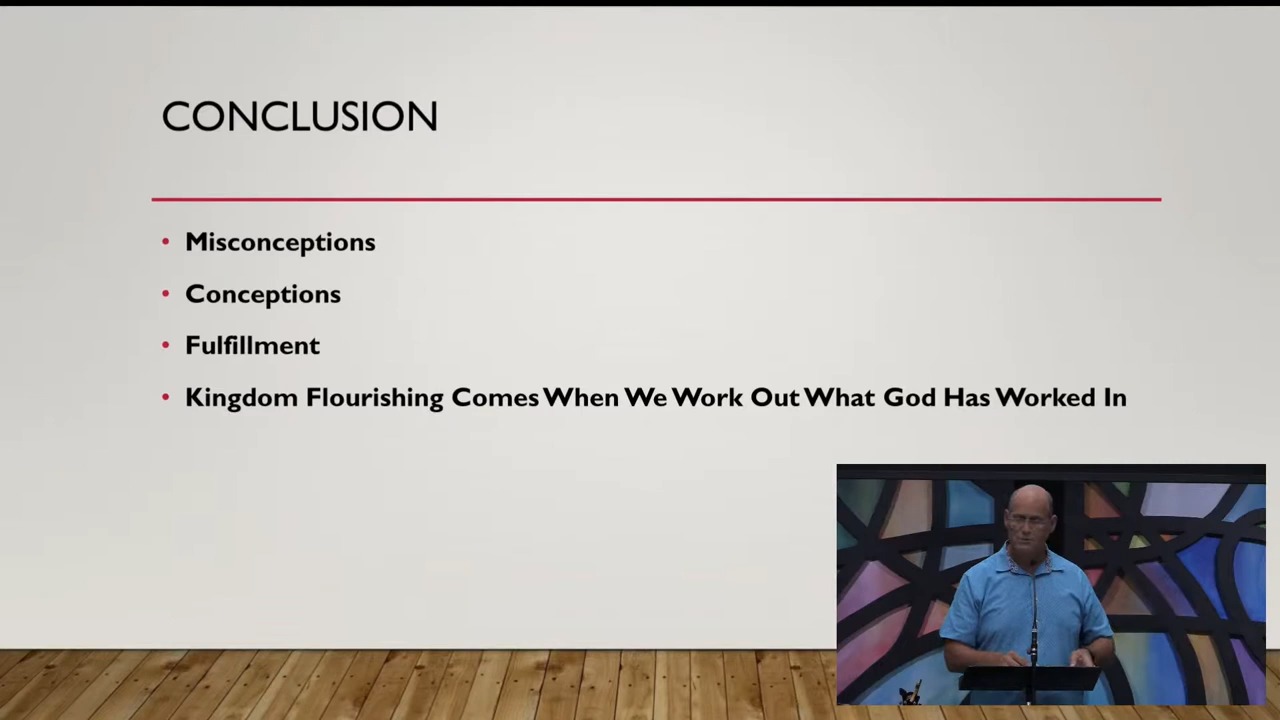 CONCLUSION
• Misconceptions
• Conceptions
• Fulfillment
• Kingdom Flourishing Comes When We Work Out What God Has Worked In